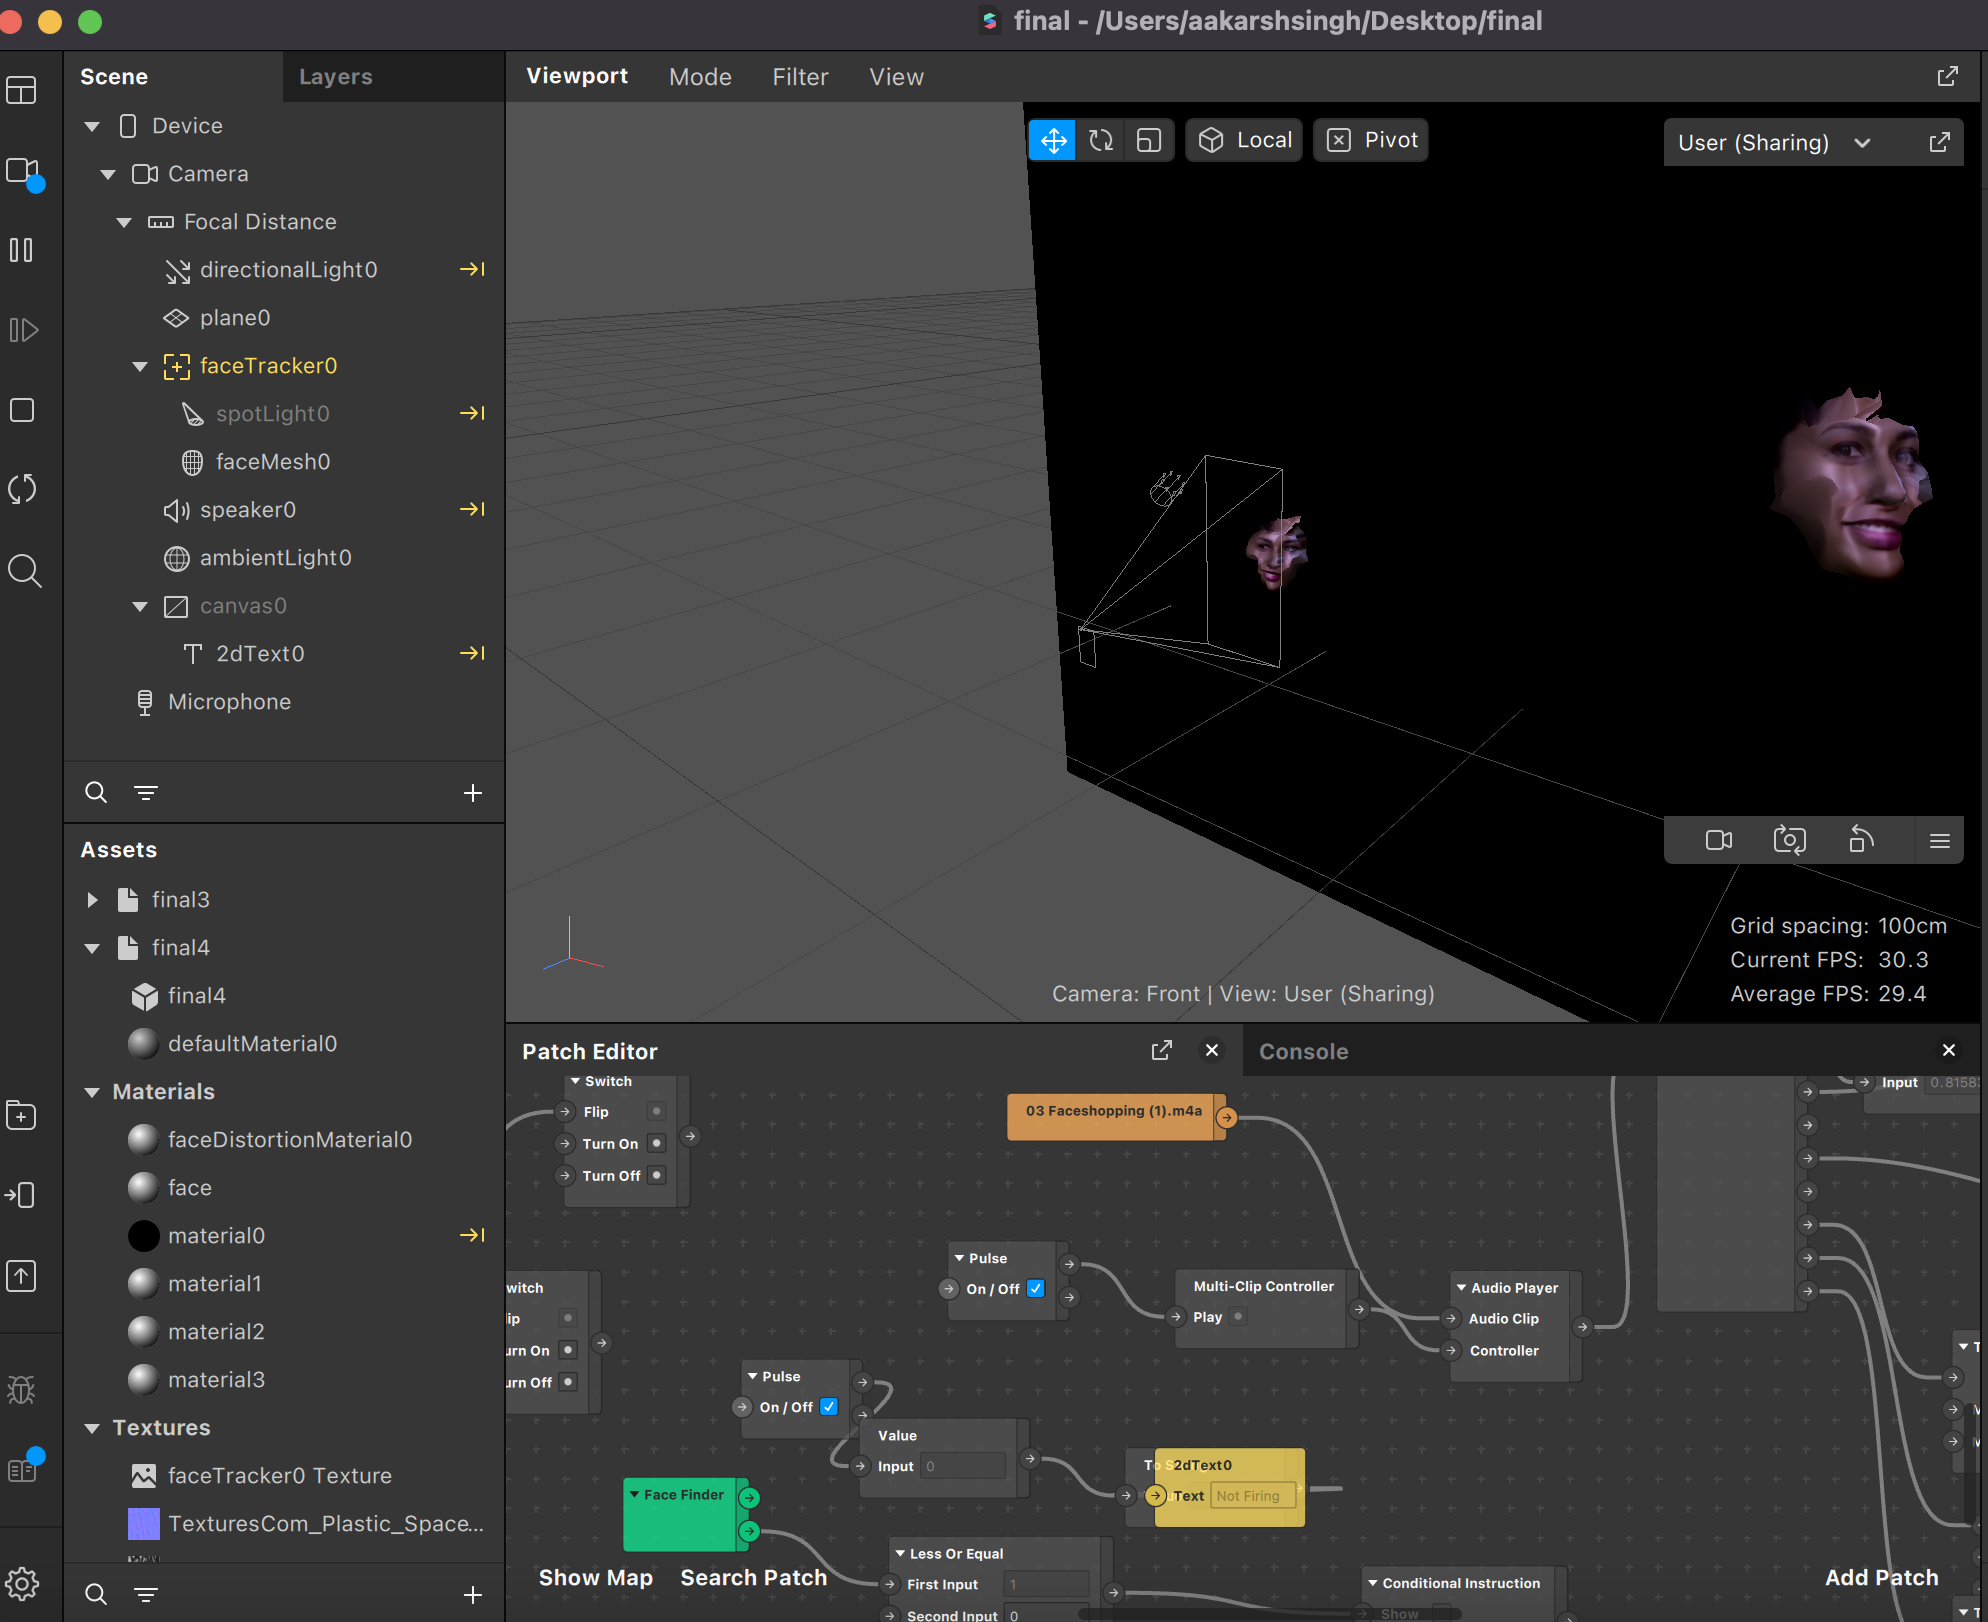 final - /Users/aakarshsingh/Desktop/final
Scene
Layers
Device
Camera
Focal Distance
directionalLight0
plane0
faceTracker0
spotLight0
faceMesh0
speaker0
ambientLight0
canvas0
2dText0
Microphone
Assets
final3
final4
final4
defaultMaterial0
Materials
faceDistortionMaterial0
face
material0
material1
material2
material3
Textures
faceTracker0 Texture
TexturesCom_Plastic_Space...
Viewport Mode Filter View
Local Pivot
User (Sharing)
Grid spacing: 100cm
Current FPS: 30.3
Average FPS: 29.4
Camera: Front | View: User (Sharing)
Patch Editor
Console
Switch
Flip
Turn On
Turn Off
03 Faceshopping (1).m4a
Input 0.8158
Pulse
On / Off
Multi-Clip Controller
Play
Audio Player
Audio Clip
Controller
witch
ip
urn On
urn Off
Pulse
On / Off
Value
Input 0
2dText0
Text Not Firing
Face Finder
Less Or Equal
First Input 1
Second Input 0
Conditional Instruction
Show
Show Map Search Patch
Add Patch